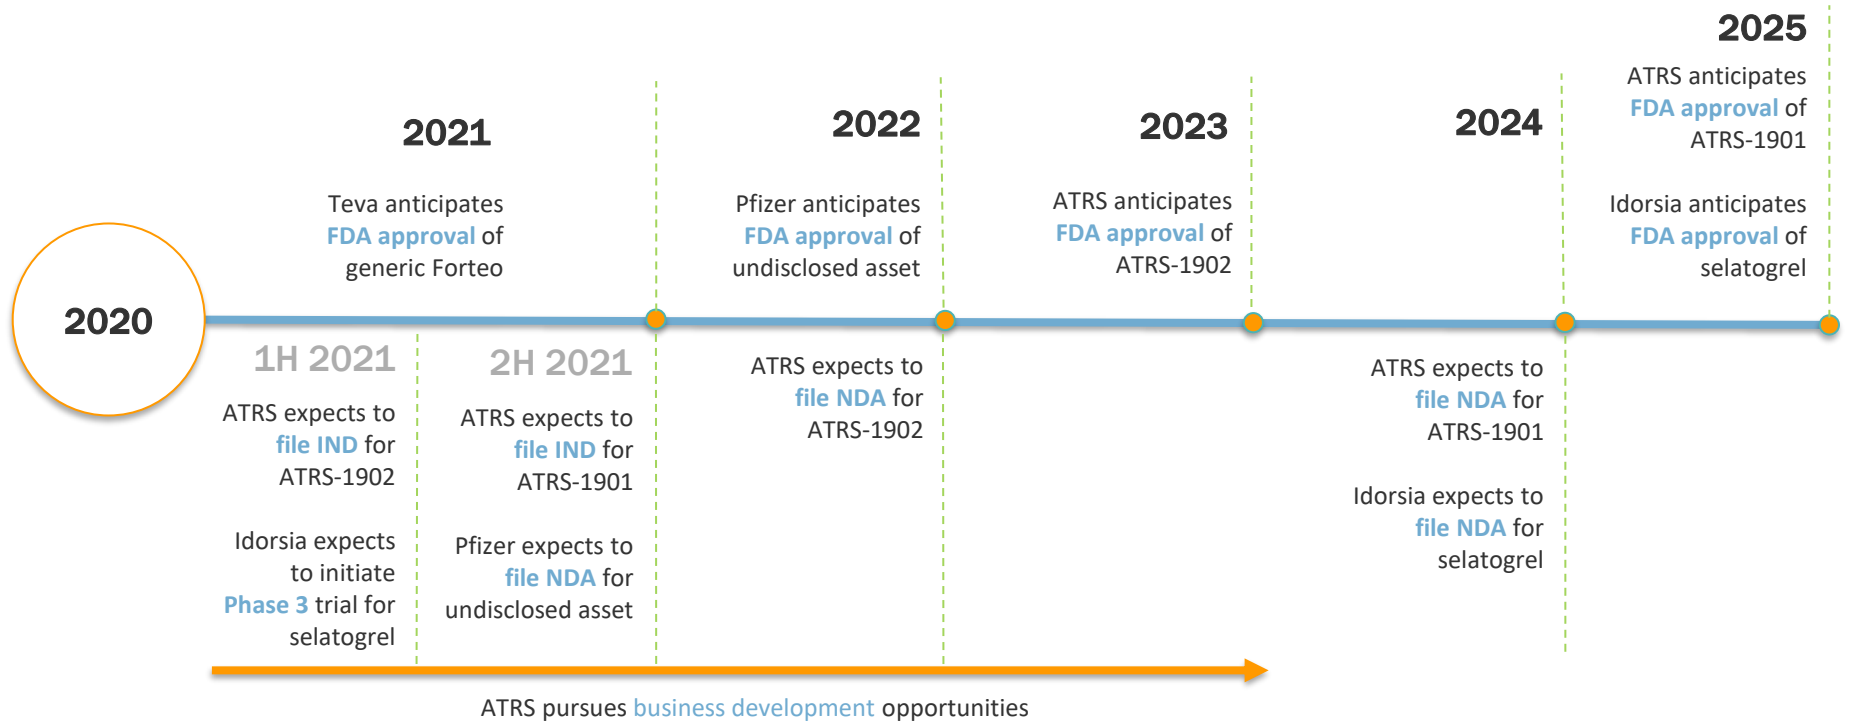 2020
2021
Teva anticipates
FDA approval of
generic Forteo
1H 2021
ATRS expects to
file IND for
ATRS-1902
Idorsia expects
to initiate
Phase 3 trial for
selatogrel
2H 2021
ATRS expects to
file IND for
ATRS-1901
Pfizer expects to
file NDA for
undisclosed asset
2022
Pfizer anticipates
FDA approval of
undisclosed asset
ATRS expects to
file NDA for
ATRS-1902
2023
ATRS anticipates
FDA approval of
ATRS-1902
2024
ATRS expects to
file NDA for
ATRS-1901
Idorsia expects to
file NDA for
selatogrel
2025
ATRS anticipates
FDA approval of
ATRS-1901
Idorsia anticipates
FDA approval of
selatogrel
ATRS pursues business development opportunities